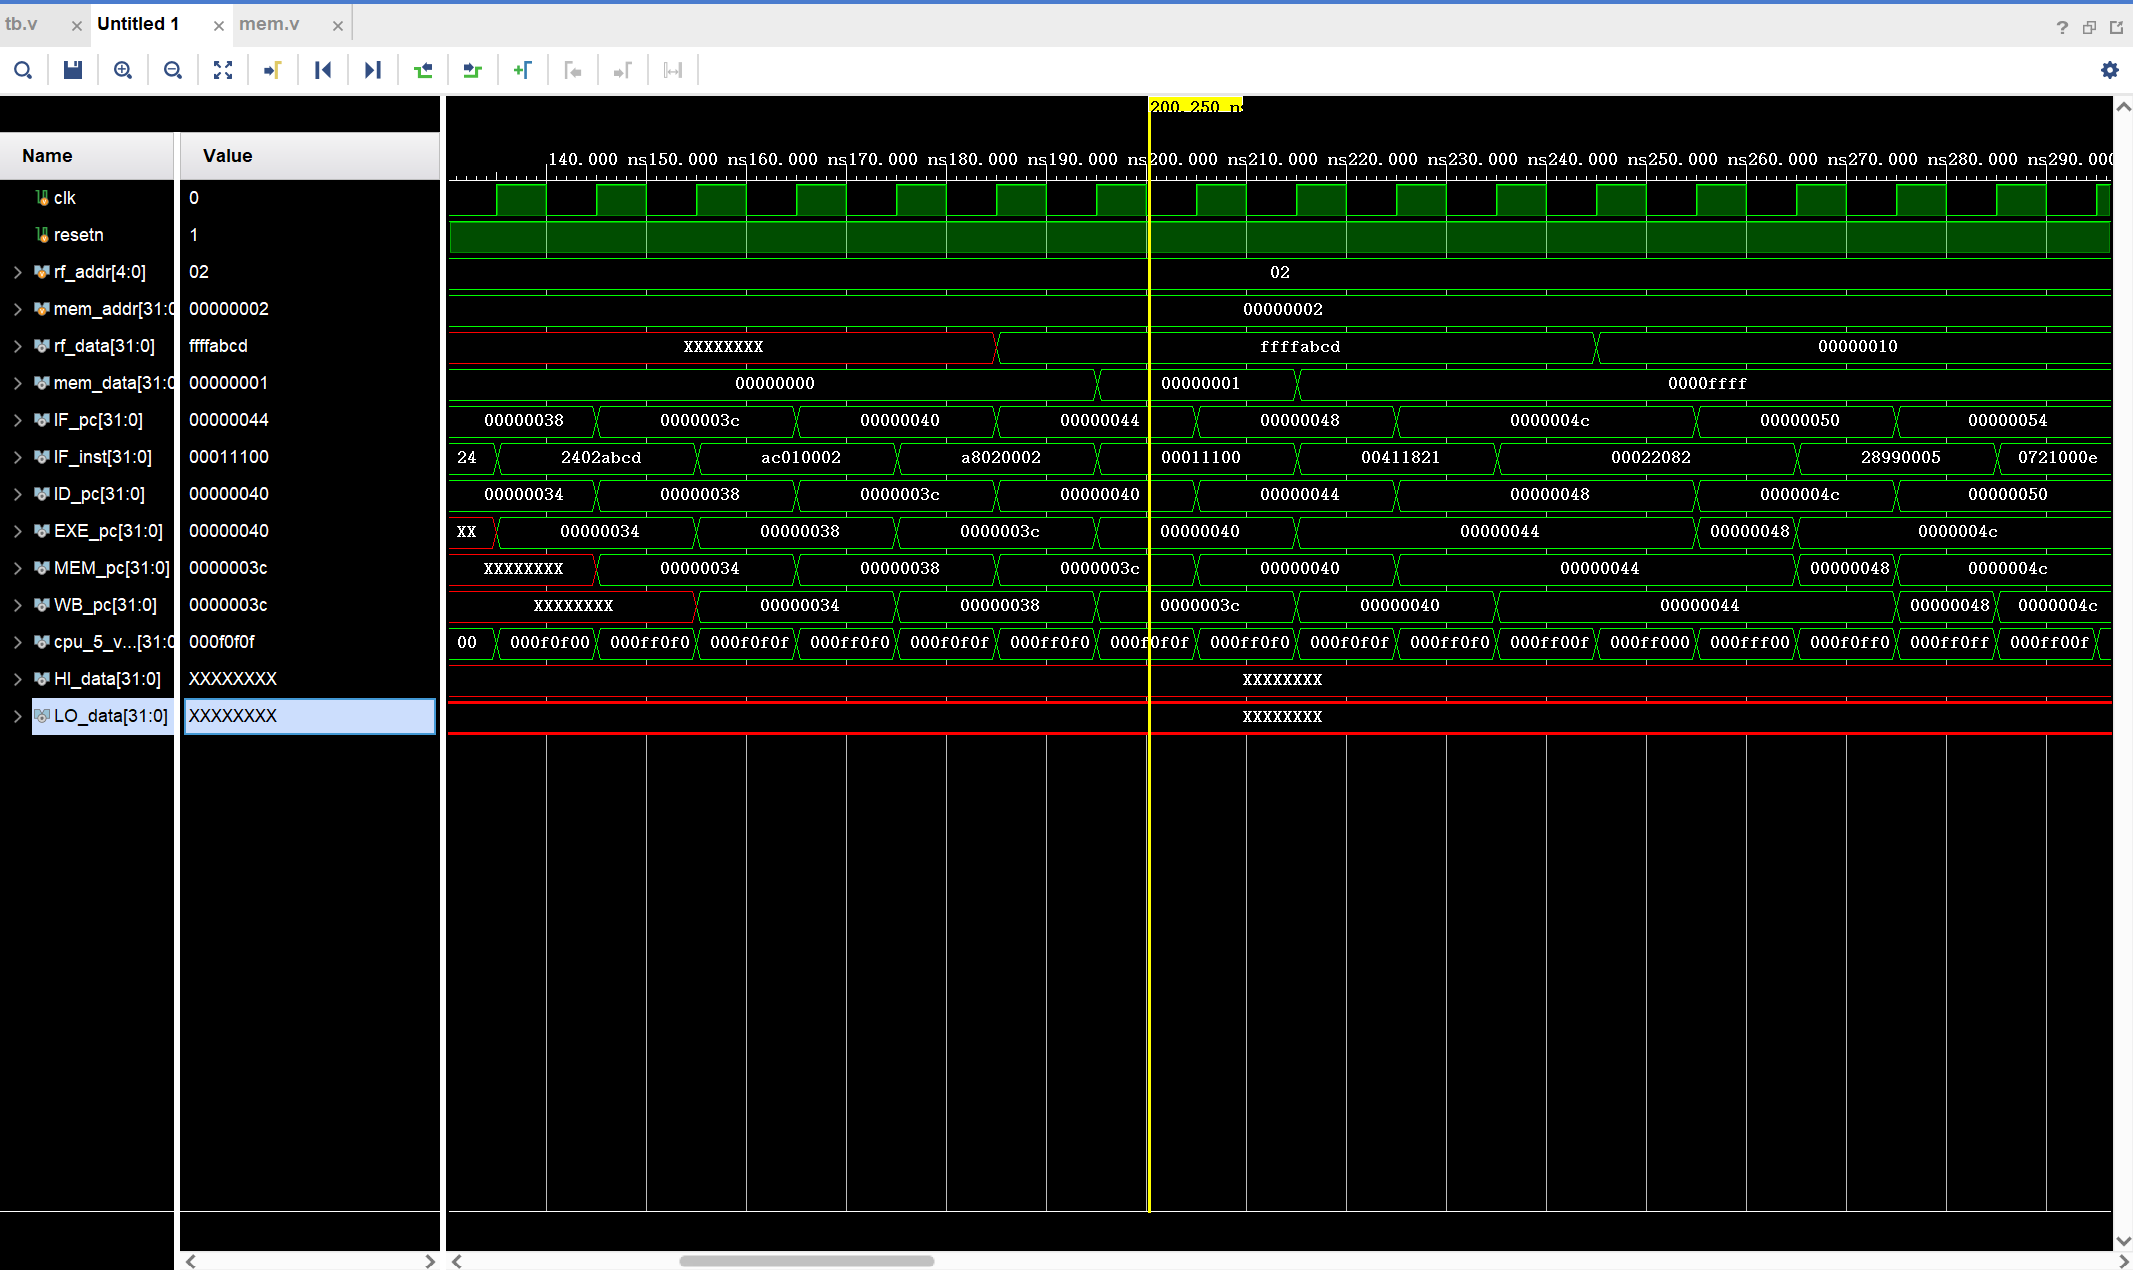 tb.v × Untitled 1 × mem.v ×
200.250 ns
Name Value
140.000 ns 150.000 ns 160.000 ns 170.000 ns 180.000 ns 190.000 ns 200.000 ns 210.000 ns 220.000 ns 230.000 ns 240.000 ns 250.000 ns 260.000 ns 270.000 ns 280.000 ns 290.000
clk 0
resetn 1
rf_addr[4:0] 02 02
mem_addr[31:0 00000002 00000002
rf_data[31:0] ffffabcd XXXXXXXX ffffabcd 00000010
mem_data[31:0 00000001 00000000 00000001 0000ffff
IF_pc[31:0] 00000044 00000038 0000003c 00000040 00000044 00000048 0000004c 00000050 00000054
IF_inst[31:0] 00011100 24 2402abcd ac010002 a8020002 00011100 00411821 00022082 28990005 0721000e
ID_pc[31:0] 00000040 00000034 00000038 0000003c 00000040 00000044 00000048 0000004c 00000050
EXE_pc[31:0] 00000040 XX 00000034 00000038 0000003c 00000040 00000044 00000048 0000004c
MEM_pc[31:0] 0000003c XXXXXXXX 00000034 00000038 0000003c 00000040 00000044 00000048 0000004c
WB_pc[31:0] 0000003c XXXXXXXX 00000034 00000038 0000003c 00000040 00000044 00000048 0000004c
cpu_5_v...[31:0 000f0f0f 00 000f0f00 000ff0f0 000f0f0f 000f0ff0 000f0f0f 000ff0f0 000f0f0f 000ff0f0 000f0f0f 000ff0f0 000ff00f 000ff000 000fff00 000f0ff0 000ff0ff 000ff00f
HI_data[31:0] XXXXXXXX XXXXXXXX
LO_data[31:0] XXXXXXXX XXXXXXXX